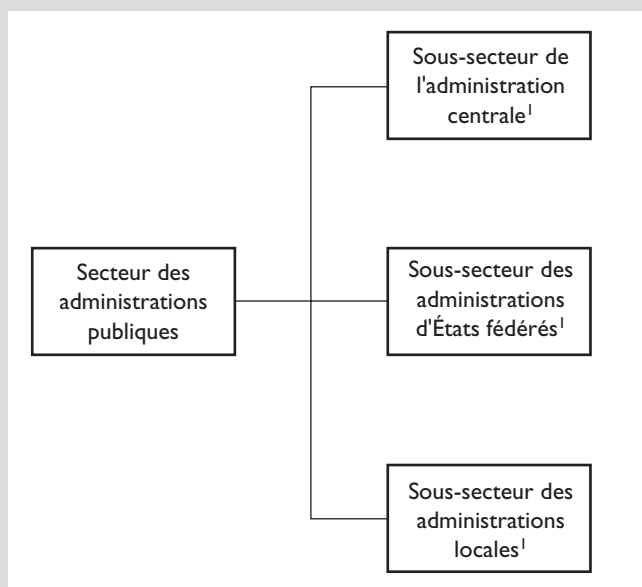 Sous-secteur de
l'administration
centrale¹
Secteur des
administrations
publiques
Sous-secteur des
administrations
d'États fédérés¹
Sous-secteur des
administrations
locales¹